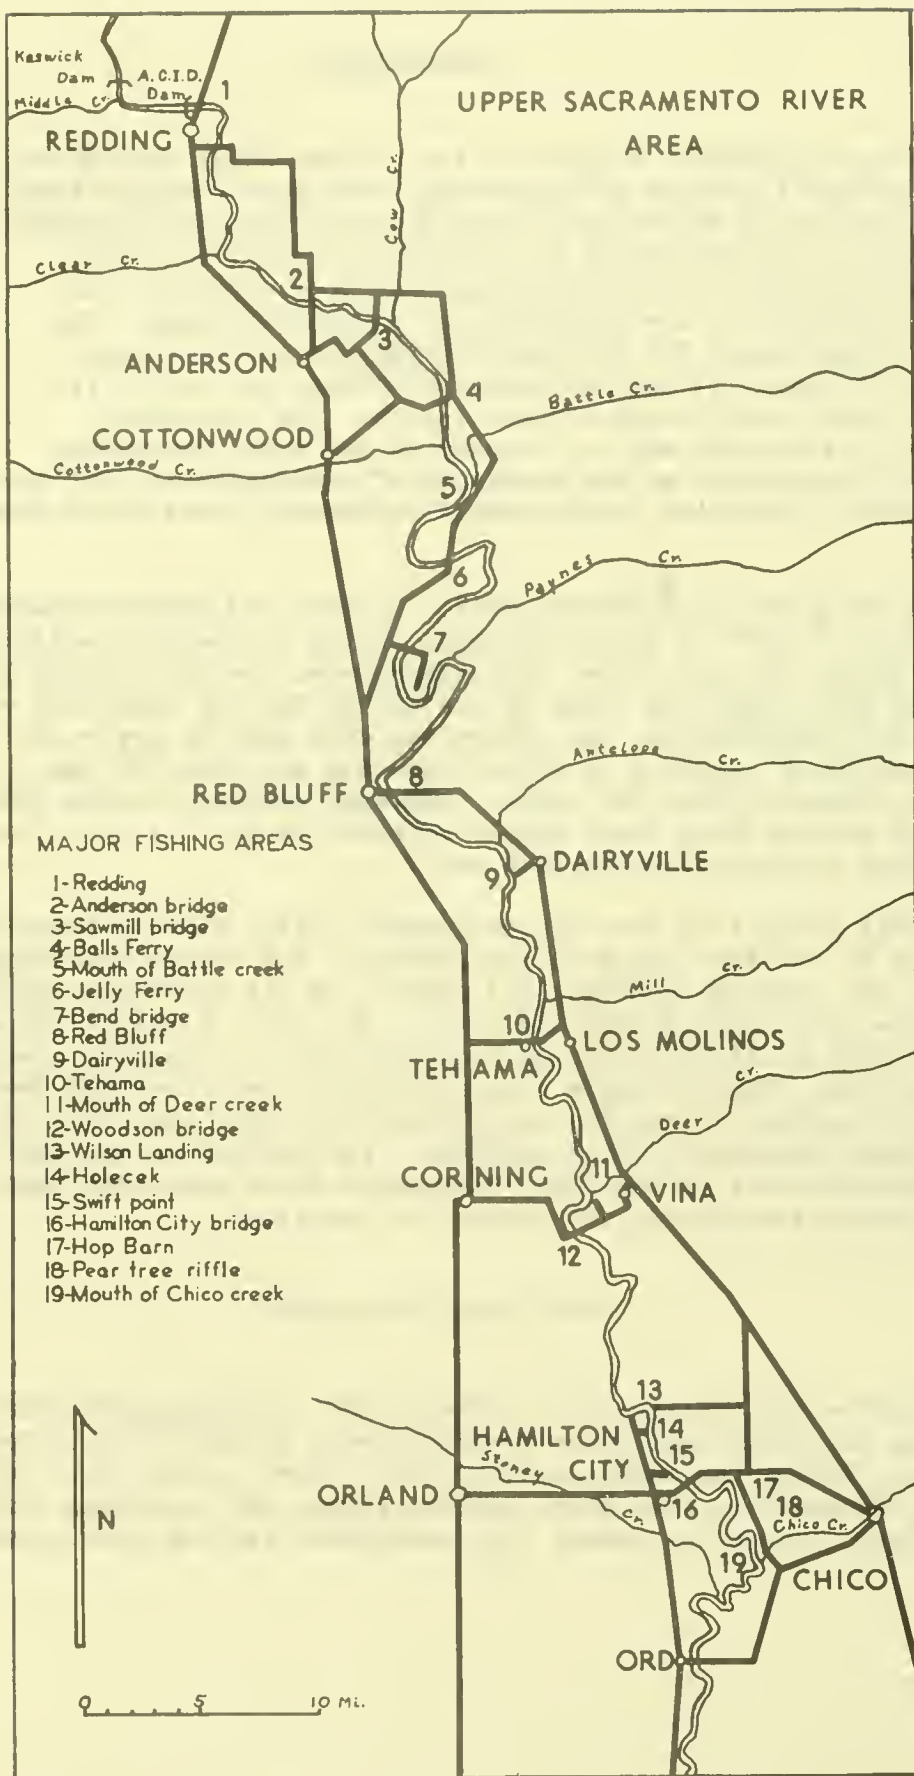 UPPER SACRAMENTO RIVER
AREA
Keswick
Dam
A.C.I.D.
Dam
Middle Cr.
1
REDDING
Cow Cr.
Clear Cr.
2
3
ANDERSON
4
Battle Cr.
COTTONWOOD
Cottonwood Cr.
5
6
Paynes Cr.
7
Antelope Cr.
RED BLUFF
8
MAJOR FISHING AREAS
1-Redding
2-Anderson bridge
3-Sawmill bridge
4-Balls Ferry
5-Mouth of Battle creek
6-Jelly Ferry
7-Bend bridge
8-Red Bluff
9-Dairyville
10-Tehama
11-Mouth of Deer creek
12-Woodson bridge
13-Wilson Landing
14-Holecek
15-Swift point
16-Hamilton City bridge
17-Hop Barn
18-Pear tree riffle
19-Mouth of Chico creek
DAIRYVILLE
9
Mill Cr.
10
TEHAMA
LOS MOLINOS
Deer Cr.
11
CORNING
VINA
12
13
HAMILTON
CITY
14
15
Stoney Cr.
ORLAND
16
17
18
Chico Cr.
19
CHICO
N
ORD
0 5 10 Mi.